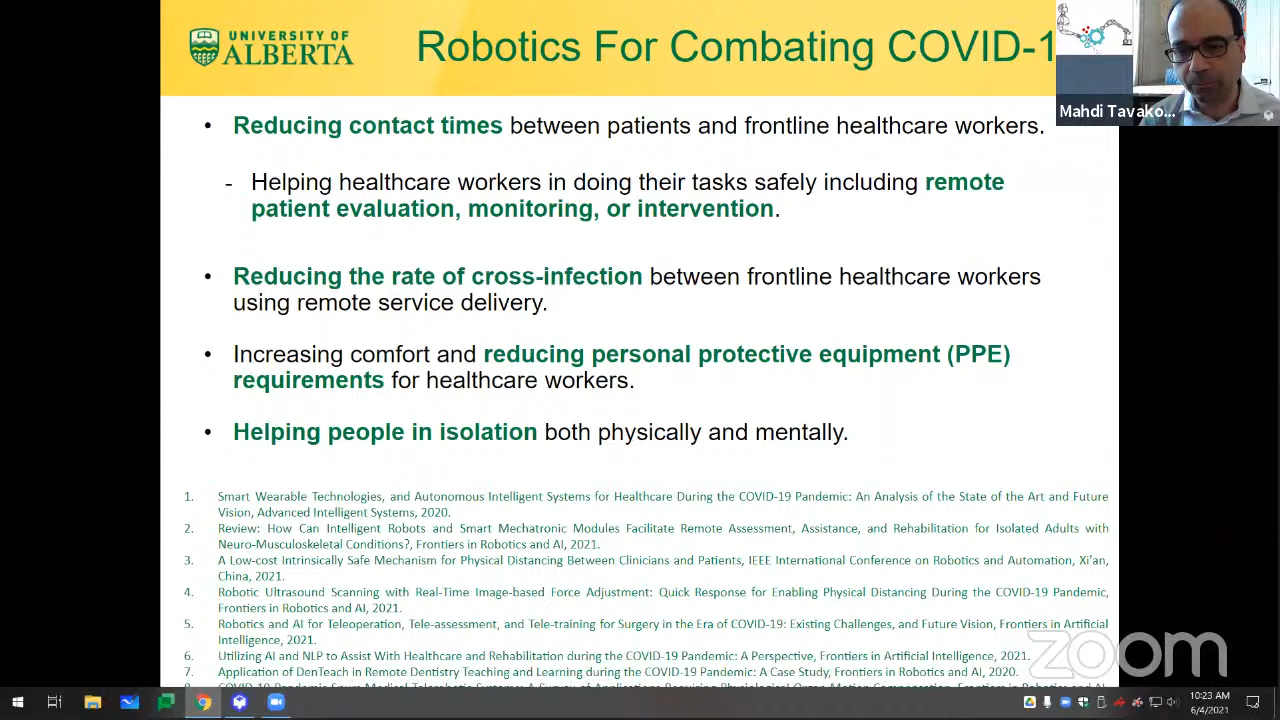 UNIVERSITY OF
ALBERTA
Robotics For Combating COVID-1
Mahdi Tavako...
• Reducing contact times between patients and frontline healthcare workers.
- Helping healthcare workers in doing their tasks safely including remote
patient evaluation, monitoring, or intervention.
• Reducing the rate of cross-infection between frontline healthcare workers
using remote service delivery.
• Increasing comfort and reducing personal protective equipment (PPE)
requirements for healthcare workers.
• Helping people in isolation both physically and mentally.
1. Smart Wearable Technologies, and Autonomous Intelligent Systems for Healthcare During the COVID-19 Pandemic: An Analysis of the State of the Art and Future
Vision, Advanced Intelligent Systems, 2020.
2. Review: How Can Intelligent Robots and Smart Mechatronic Modules Facilitate Remote Assessment, Assistance, and Rehabilitation for Isolated Adults with
Neuro-Musculoskeletal Conditions?, Frontiers in Robotics and AI, 2021.
3. A Low-cost Intrinsically Safe Mechanism for Physical Distancing Between Clinicians and Patients, IEEE International Conference on Robotics and Automation, Xi'an,
China, 2021.
4. Robotic Ultrasound Scanning with Real-Time Image-based Force Adjustment: Quick Response for Enabling Physical Distancing During the COVID-19 Pandemic,
Frontiers in Robotics and AI, 2021.
5. Robotics and AI for Teleoperation, Tele-assessment, and Tele-training for Surgery in the Era of COVID-19: Existing Challenges, and Future Vision, Frontiers in Artificial
Intelligence, 2021.
6. Utilizing AI and NLP to Assist With Healthcare and Rehabilitation during the COVID-19 Pandemic: A Perspective, Frontiers in Artificial Intelligence, 2021.
7. Application of DenTeach in Remote Dentistry Teaching and Learning during the COVID-19 Pandemic: A Case Study, Frontiers in Robotics and AI, 2020.
zoom
10:23 AM
6/4/2021